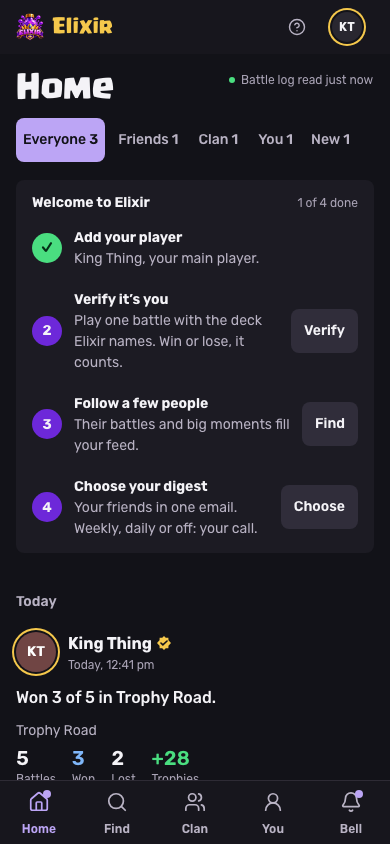 Elixir
KT
Home
Battle log read just now
Everyone 3
Friends 1
Clan 1
You 1
New 1
Welcome to Elixir
1 of 4 done
Add your player
King Thing, your main player.
2
Verify it's you
Play one battle with the deck
Elixir names. Win or lose, it
counts.
Verify
3
Follow a few people
Their battles and big moments fill
your feed.
Find
4
Choose your digest
Your friends in one email.
Weekly, daily or off: your call.
Choose
Today
KT
King Thing
Today, 12:41 pm
Won 3 of 5 in Trophy Road.
Trophy Road
5
3
2
+28
Battles
Won
Lost
Trophies
Home
Find
Clan
You
Bell